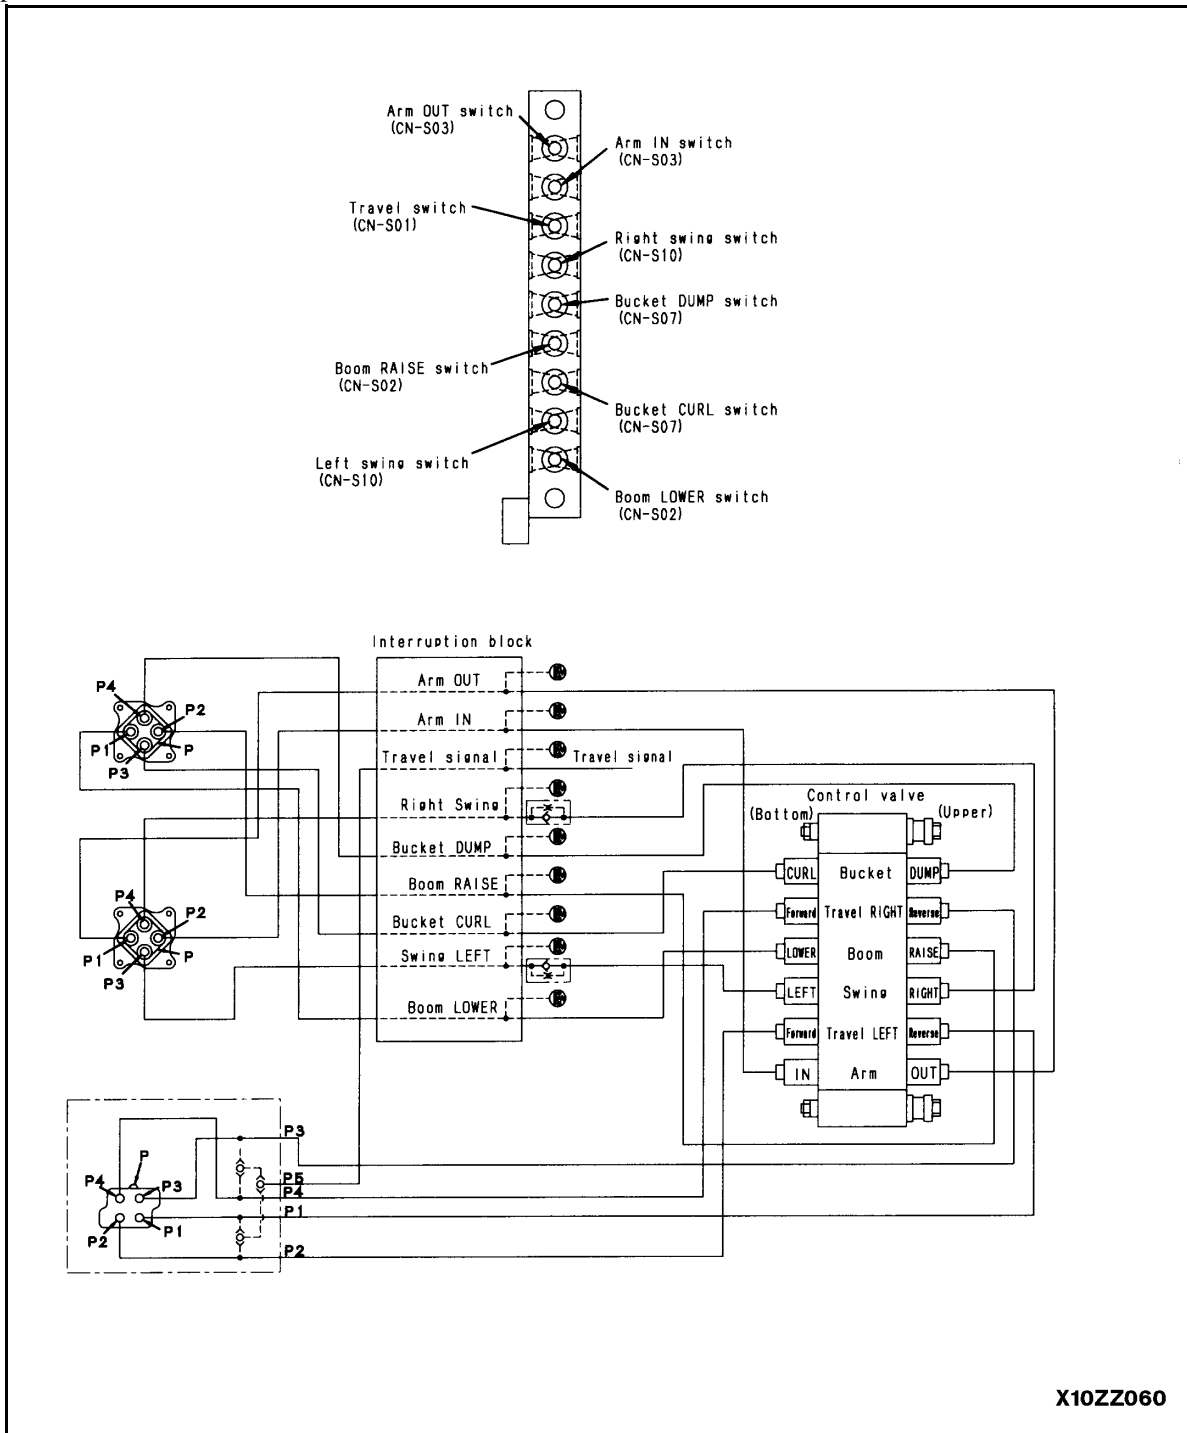 Arm OUT switch
(CN-S03)
Arm IN switch
(CN-S03)
Travel switch
(CN-S01)
Right swing switch
(CN-S10)
Bucket DUMP switch
(CN-S07)
Boom RAISE switch
(CN-S02)
Bucket CURL switch
(CN-S07)
Left swing switch
(CN-S10)
Boom LOWER switch
(CN-S02)
Interruption block
Arm OUT
Arm IN
Travel signal
Travel signal
Right Swing
Bucket DUMP
Boom RAISE
Bucket CURL
Swing LEFT
Boom LOWER
P4
P2
P1
P
P3
P4
P2
P1
P
P3
Control valve
(Bottom)
(Upper)
CURL
Bucket
DUMP
Forward
Travel RIGHT
Reverse
LOWER
Boom
RAISE
LEFT
Swing
RIGHT
Forward
Travel LEFT
Reverse
IN
Arm
OUT
P3
P
P4
P3
P5
P4
P1
P2
P1
P2
X10ZZ060